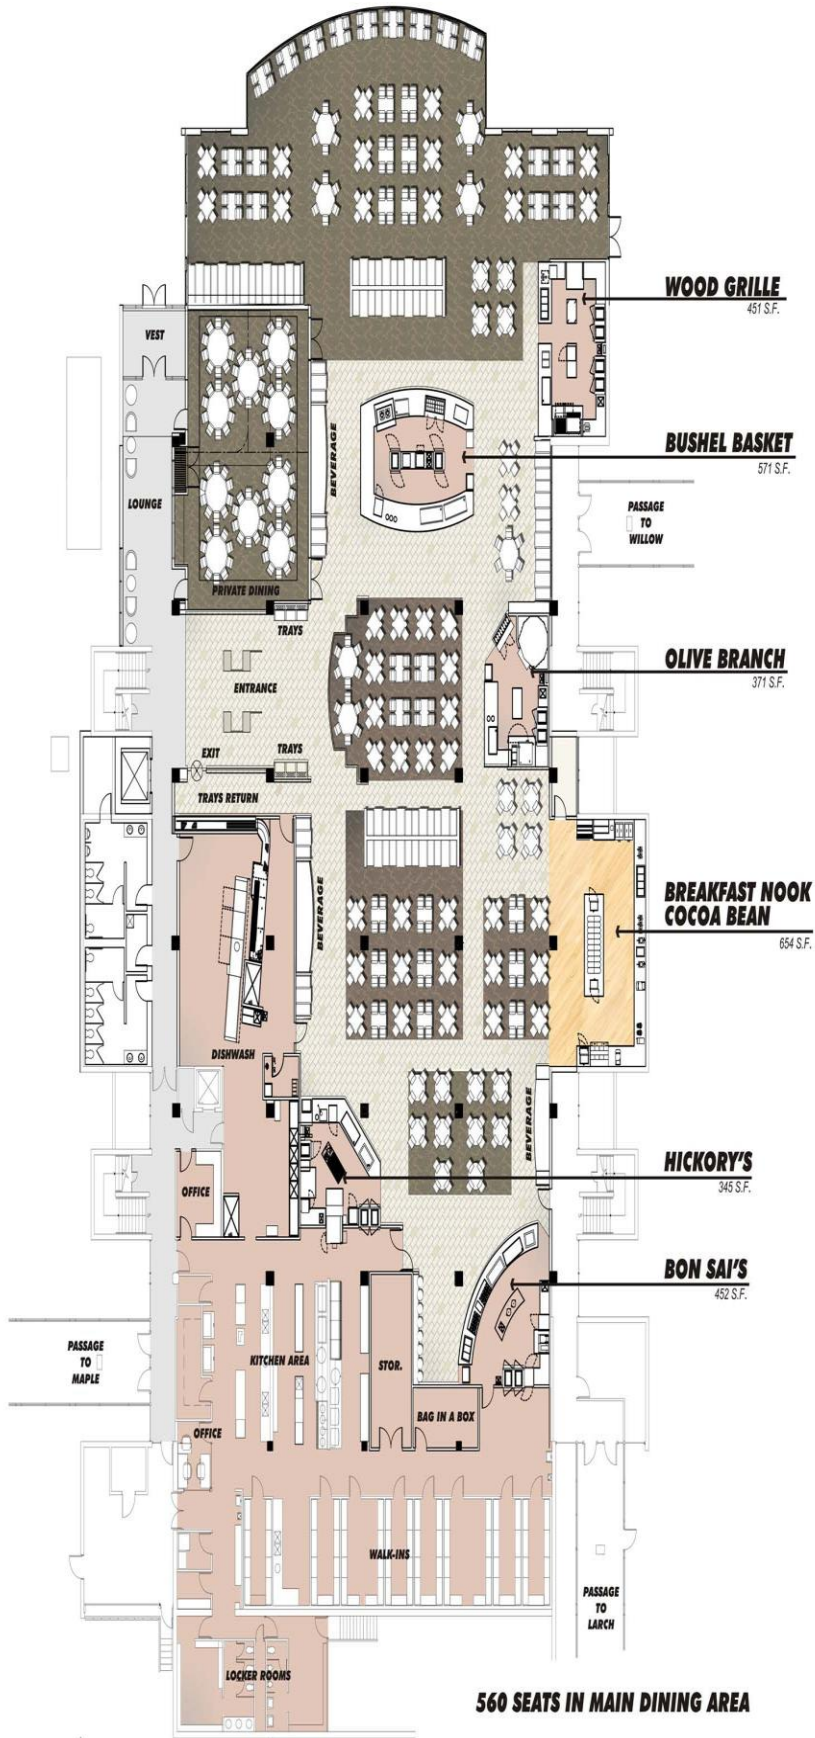 WOOD GRILLE
451 S.F.
VEST
BEVERAGE
BUSHEL BASKET
571 S.F.
LOUNGE
PASSAGE
TO
WILLOW
PRIVATE DINING
TRAYS
OLIVE BRANCH
371 S.F.
ENTRANCE
EXIT
TRAYS
TRAYS RETURN
BREAKFAST NOOK
COCOA BEAN
654 S.F.
BEVERAGE
DISHWASH
BEVERAGE
HICKORY'S
345 S.F.
OFFICE
BON SAI'S
452 S.F.
PASSAGE
TO
MAPLE
KITCHEN AREA
STOR.
BAG IN A BOX
OFFICE
WALK-INS
PASSAGE
TO
LARCH
LOCKER ROOMS
560 SEATS IN MAIN DINING AREA